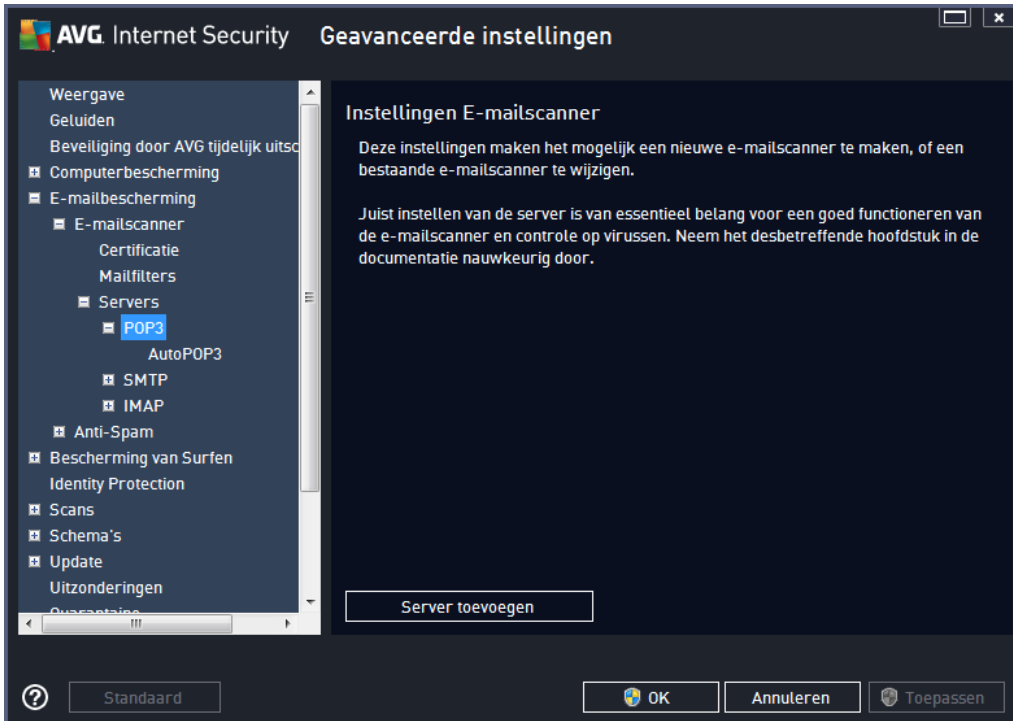 AVG. Internet Security
Geavanceerde instellingen
Weergave
Geluiden
Beveiliging door AVG tijdelijk uitsc
Computerbescherming
E-mailbescherming
E-mailscanner
Certificatie
Mailfilters
Servers
POP3
AutoPOP3
SMTP
IMAP
Anti-Spam
Bescherming van Surfen
Identity Protection
Scans
Schema's
Update
Uitzonderingen
Quarantaine
Instellingen E-mailscanner
Deze instellingen maken het mogelijk een nieuwe e-mailscanner te maken, of een
bestaande e-mailscanner te wijzigen.
Juist instellen van de server is van essentieel belang voor een goed functioneren van
de e-mailscanner en controle op virussen. Neem het desbetreffende hoofdstuk in de
documentatie nauwkeurig door.
Server toevoegen
Standaard
OK
Annuleren
Toepassen